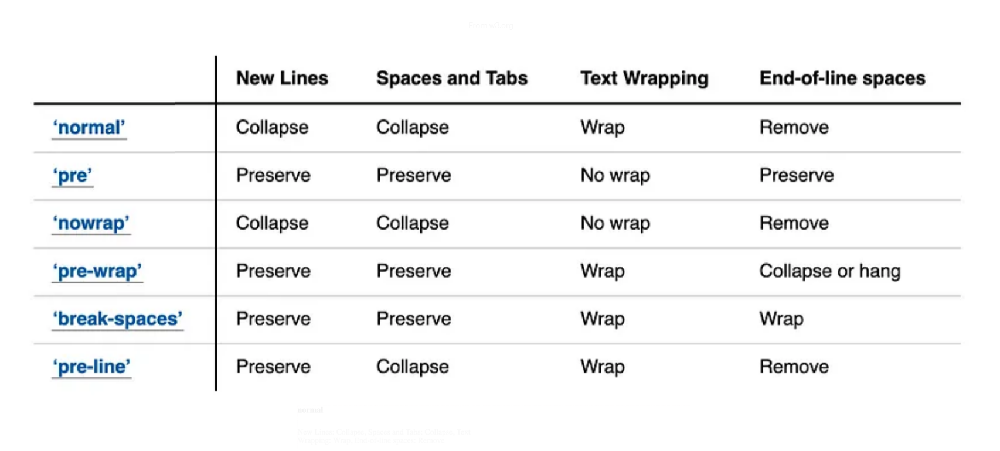 From w3.org
New Lines Spaces and Tabs Text Wrapping End-of-line spaces
‘normal’ Collapse Collapse Wrap Remove
‘pre’ Preserve Preserve No wrap Preserve
‘nowrap’ Collapse Collapse No wrap Remove
‘pre-wrap’ Preserve Preserve Wrap Collapse or hang
‘break-spaces’ Preserve Preserve Wrap Wrap
‘pre-line’ Preserve Collapse Wrap Remove
normal
New Lines: Collapse, Spaces and Tabs: Collapse, Text
Wrapping: Wrap, End-of-line spaces: Remove